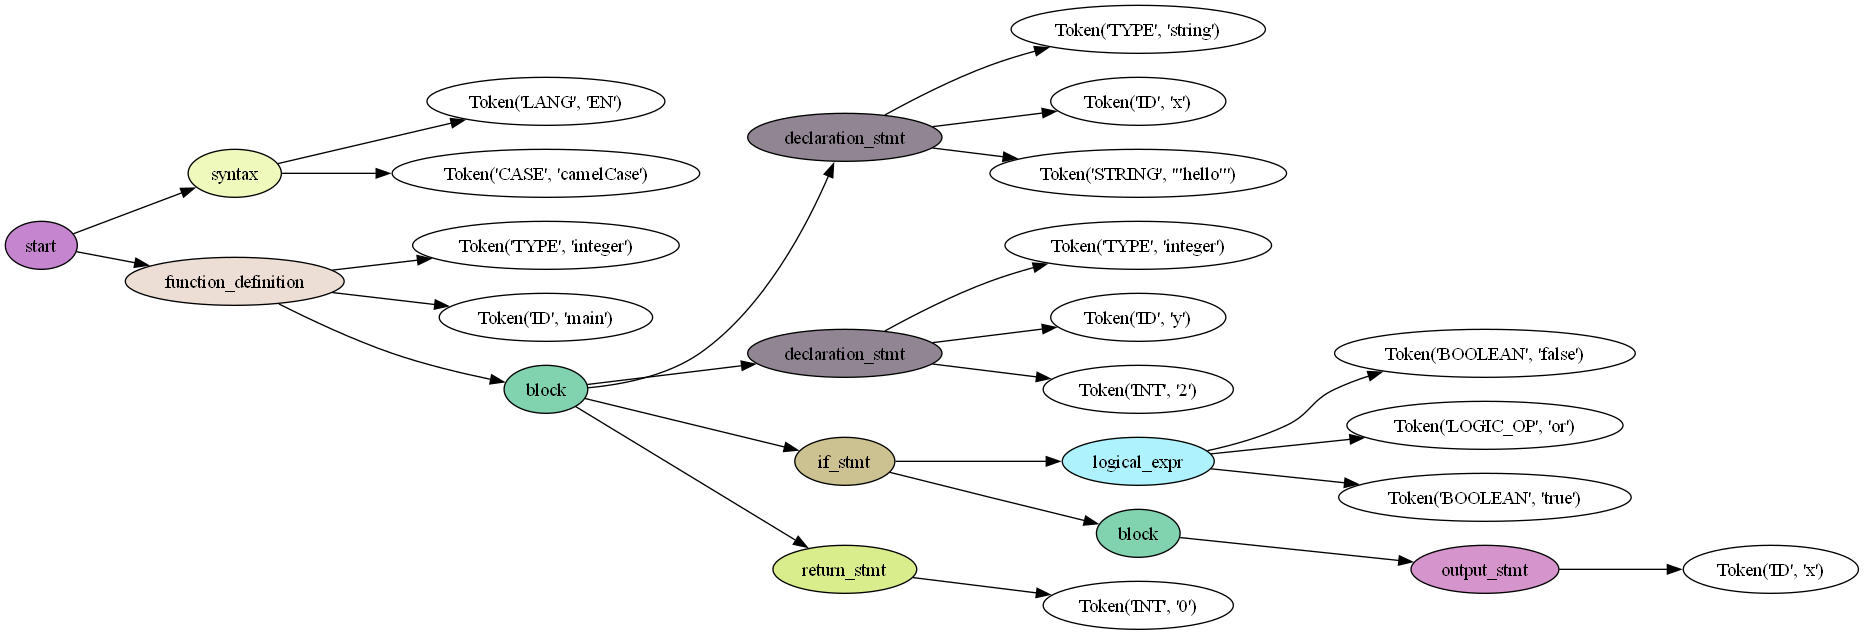 start
syntax
Token('LANG', 'EN')
Token('CASE', 'camelCase')
function_definition
Token('TYPE', 'integer')
Token('ID', 'main')
block
declaration_stmt
Token('TYPE', 'string')
Token('ID', 'x')
Token('STRING', '"hello"')
declaration_stmt
Token('TYPE', 'integer')
Token('ID', 'y')
Token('INT', '2')
if_stmt
logical_expr
Token('BOOLEAN', 'false')
Token('LOGIC_OP', 'or')
Token('BOOLEAN', 'true')
block
output_stmt
Token('ID', 'x')
return_stmt
Token('INT', '0')